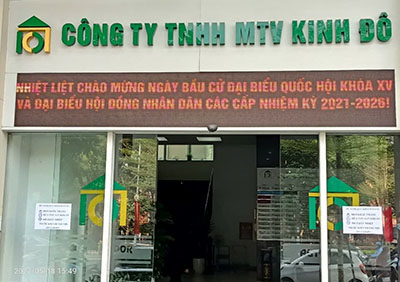 CÔNG TY TNHH MTV KINH ĐÔ
NHIỆT LIỆT CHÀO MỪNG NGÀY BẦU CỬ ĐẠI BIỂU QUỐC HỘI KHÓA XV
VÀ ĐẠI BIỂU HỘI ĐỒNG NHÂN DÂN CÁC CẤP NHIỆM KỲ 2021-2026!